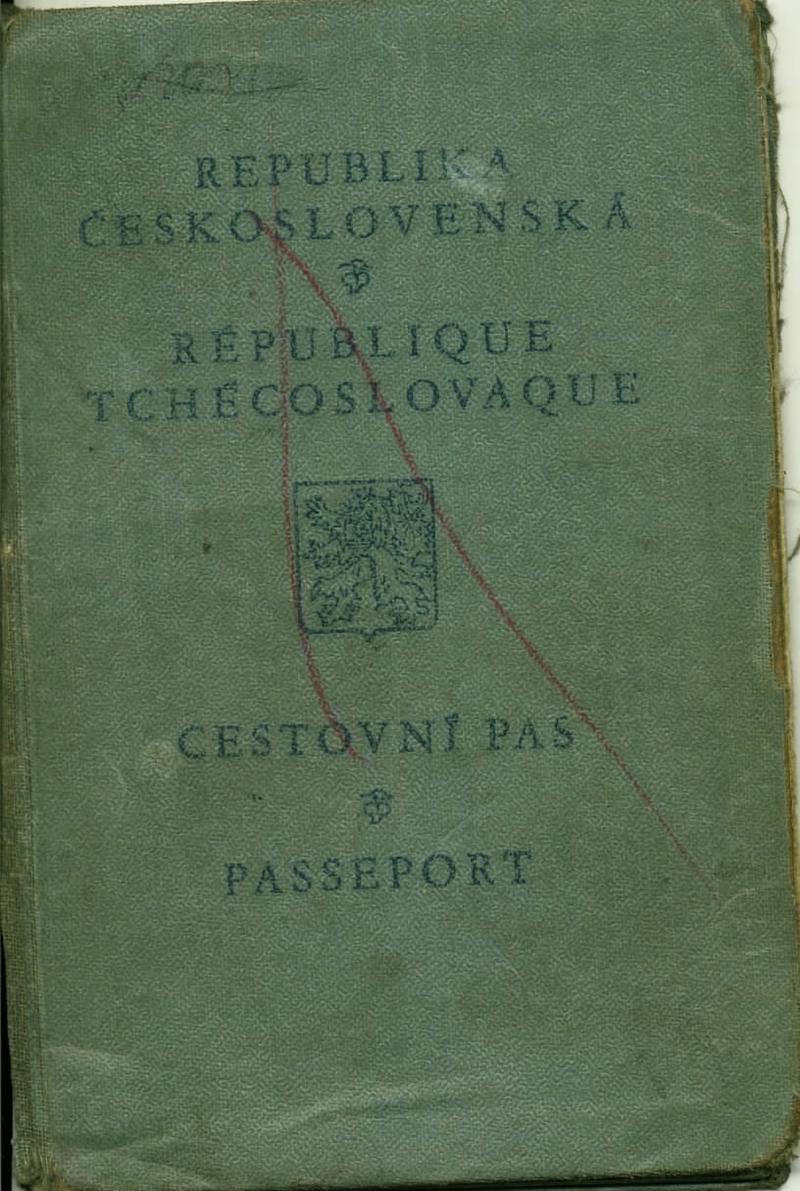 REPUBLIKA
ČESKOSLOVENSKÁ
RÉPUBLIQUE
TCHÉCOSLOVAQUE
CESTOVNÍ PAS
PASSEPORT